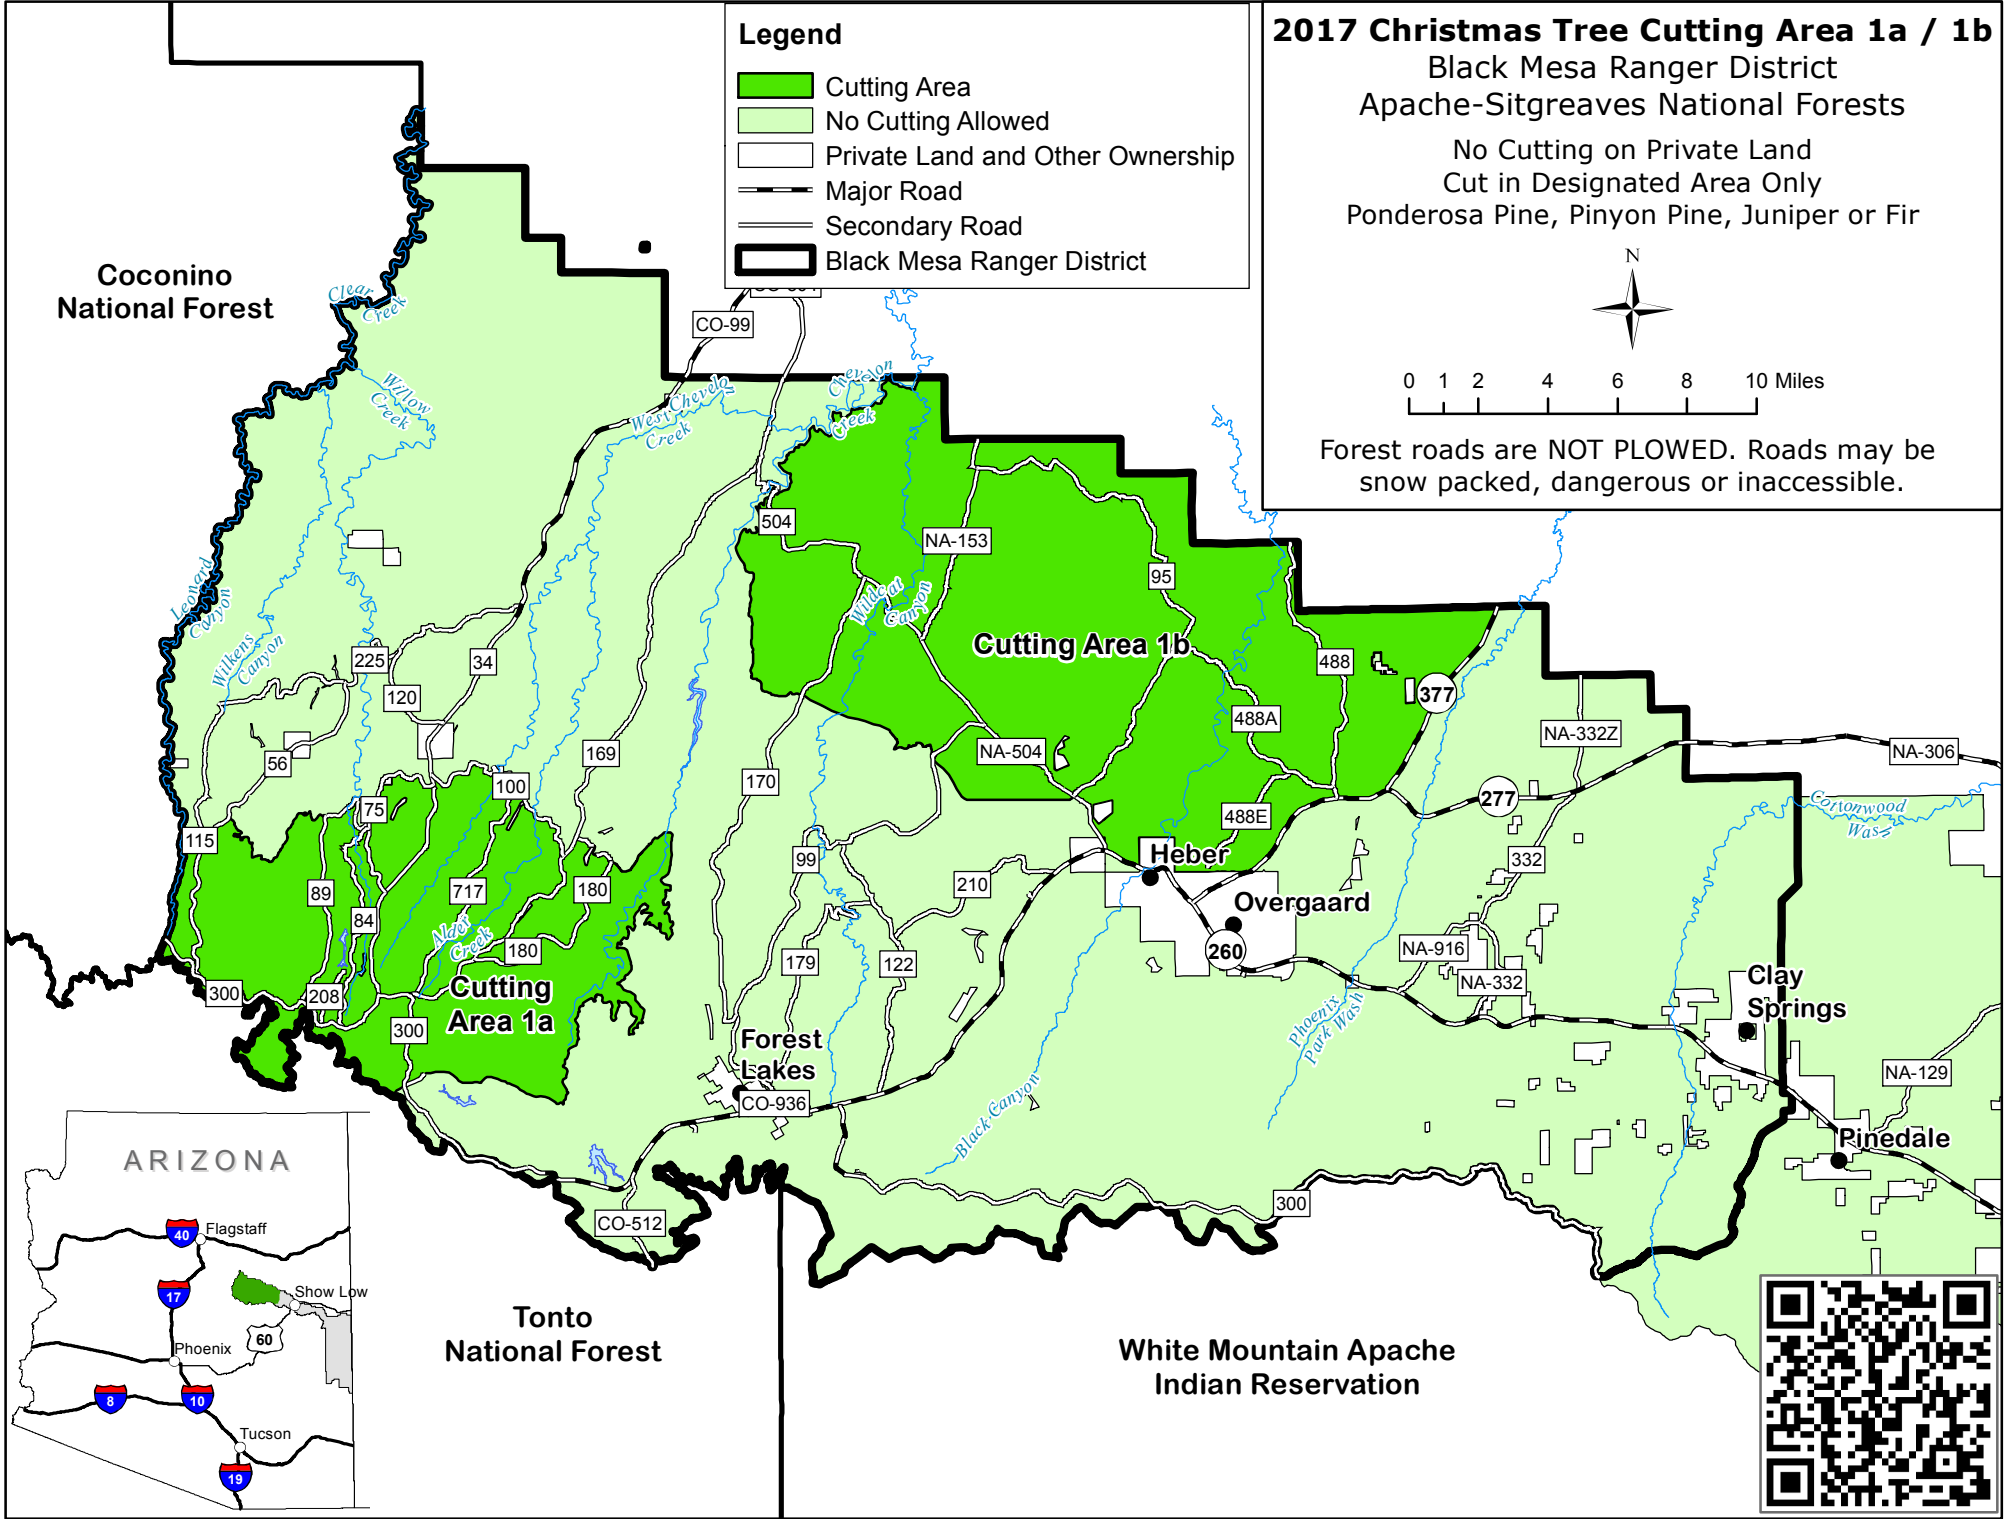 2017 Christmas Tree Cutting Area 1a / 1b
Black Mesa Ranger District
Apache-Sitgreaves National Forests
No Cutting on Private Land
Cut in Designated Area Only
Ponderosa Pine, Pinyon Pine, Juniper or Fir
N
0 1 2 4 6 8 10 Miles
Forest roads are NOT PLOWED. Roads may be
snow packed, dangerous or inaccessible.
Legend
Cutting Area
No Cutting Allowed
Private Land and Other Ownership
Major Road
Secondary Road
Black Mesa Ranger District
Coconino
National Forest
Clear
Creek
CO-99
Willow
Creek
West Chevelon
Creek
Chevelon
Creek
504
NA-153
95
Leonard
Canyon
Wilkens
Canyon
Wildcat
Canyon
Cutting Area 1b
225
34
120
488
377
488A
NA-332Z
NA-504
NA-306
56
169
170
100
277
75
488E
Cottonwood
Wash
115
Heber
99
332
89
717
180
210
Overgaard
84
Alder
Creek
180
260
NA-916
179
122
NA-332
Clay
Springs
300
208
Cutting
Area 1a
300
Phoenix
Park Wash
Forest
Lakes
CO-936
NA-129
Black Canyon
Pinedale
300
CO-512
Tonto
National Forest
White Mountain Apache
Indian Reservation
ARIZONA
40
Flagstaff
17
Show Low
60
Phoenix
8
10
Tucson
19